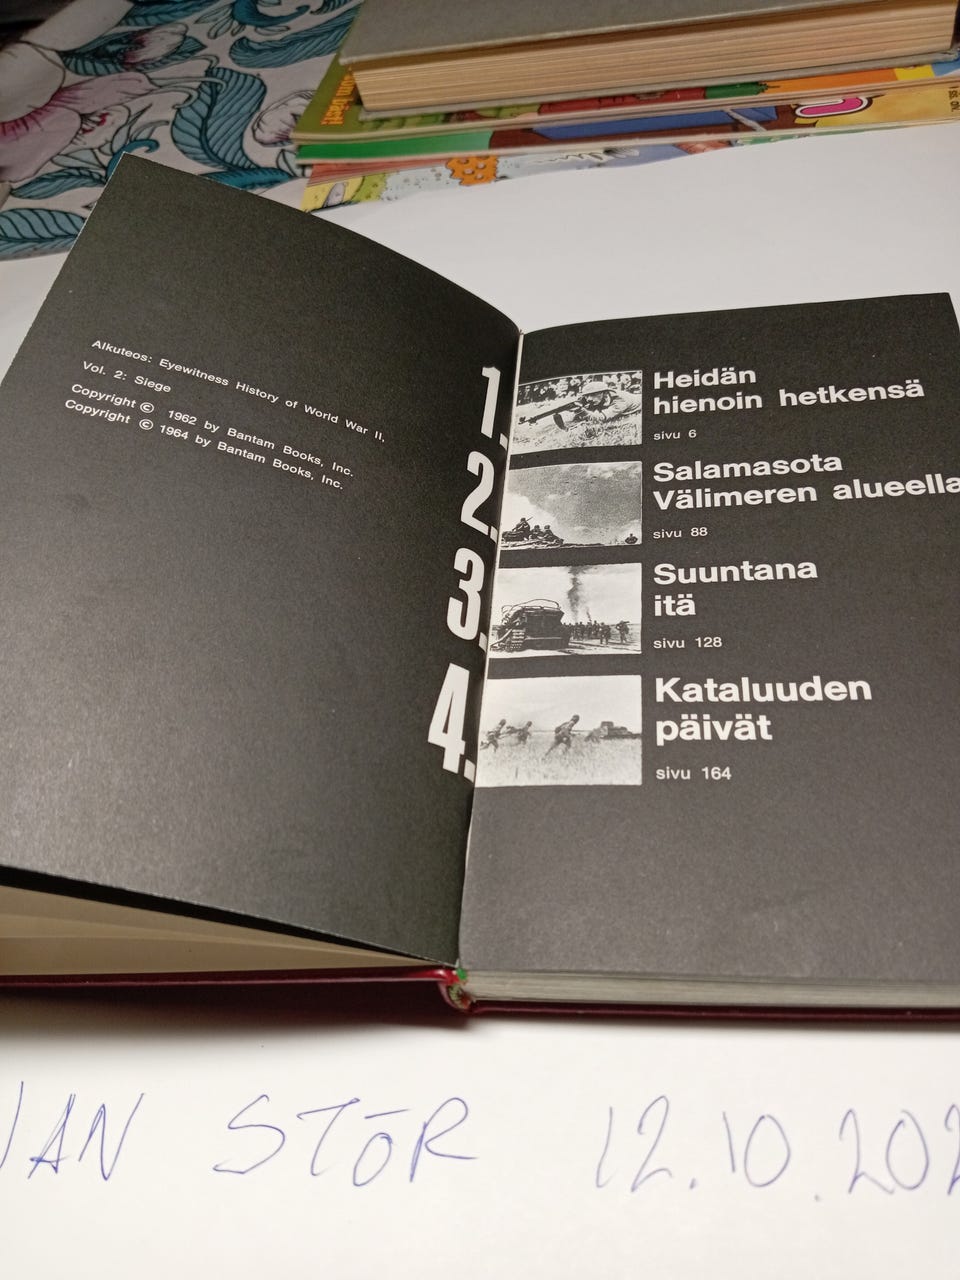 Alkuteos: Eyewitness History of World War II,
Vol. 2: Siege
Copyright © 1962 by Bantam Books, Inc.
Copyright © 1964 by Bantam Books, Inc.
1.
Heidän
hienoin hetkensä
sivu 6
2.
Salamasota
Välimeren alueella
sivu 88
3.
Suuntana
itä
sivu 128
4.
Kataluuden
päivät
sivu 164
STŌR 12.10.202